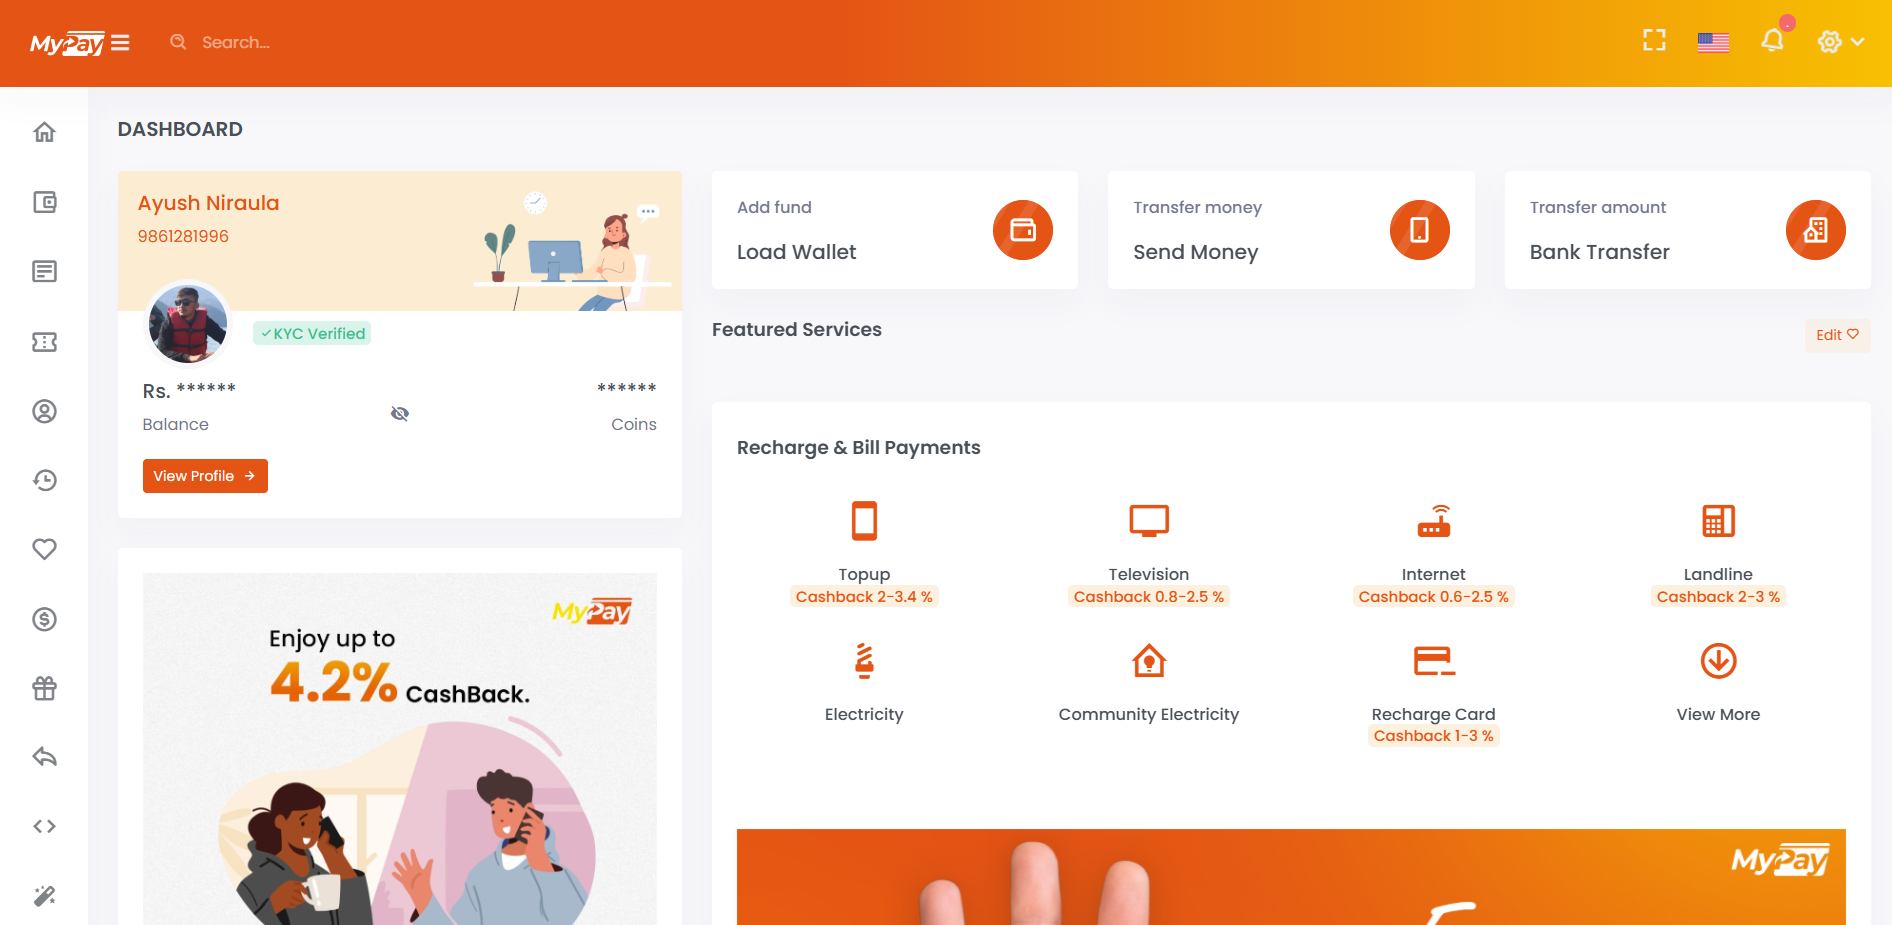 MyPay
Search...
DASHBOARD
Ayush Niraula
9861281996
KYC Verified
Rs. ******
******
Balance
Coins
View Profile
MyPay
Enjoy up to
4.2% CashBack.
Add fund
Load Wallet
Transfer money
Send Money
Transfer amount
Bank Transfer
Featured Services
Edit
Recharge & Bill Payments
Topup
Cashback 2-3.4 %
Television
Cashback 0.8-2.5 %
Internet
Cashback 0.6-2.5 %
Landline
Cashback 2-3 %
Electricity
Community Electricity
Recharge Card
Cashback 1-3 %
View More
MyPay